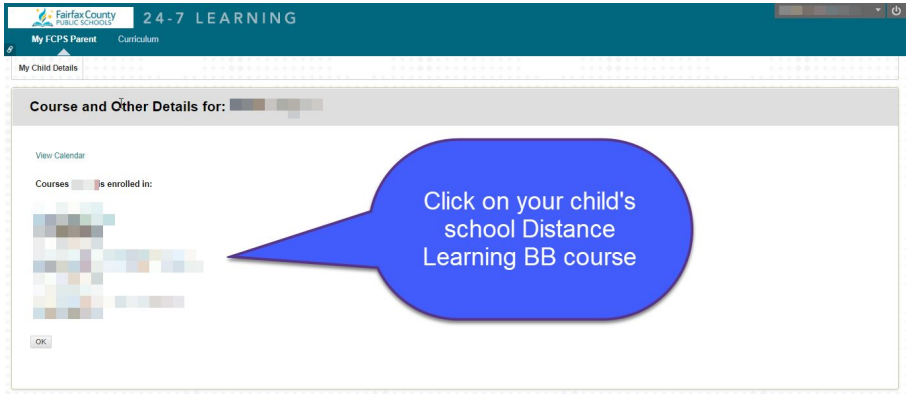 Fairfax County
PUBLIC SCHOOLS
24-7 LEARNING
My FCPS Parent Curriculum
My Child Details
Course and Other Details for:
View Calendar
Courses is enrolled in:
Click on your child's
school Distance
Learning BB course
OK